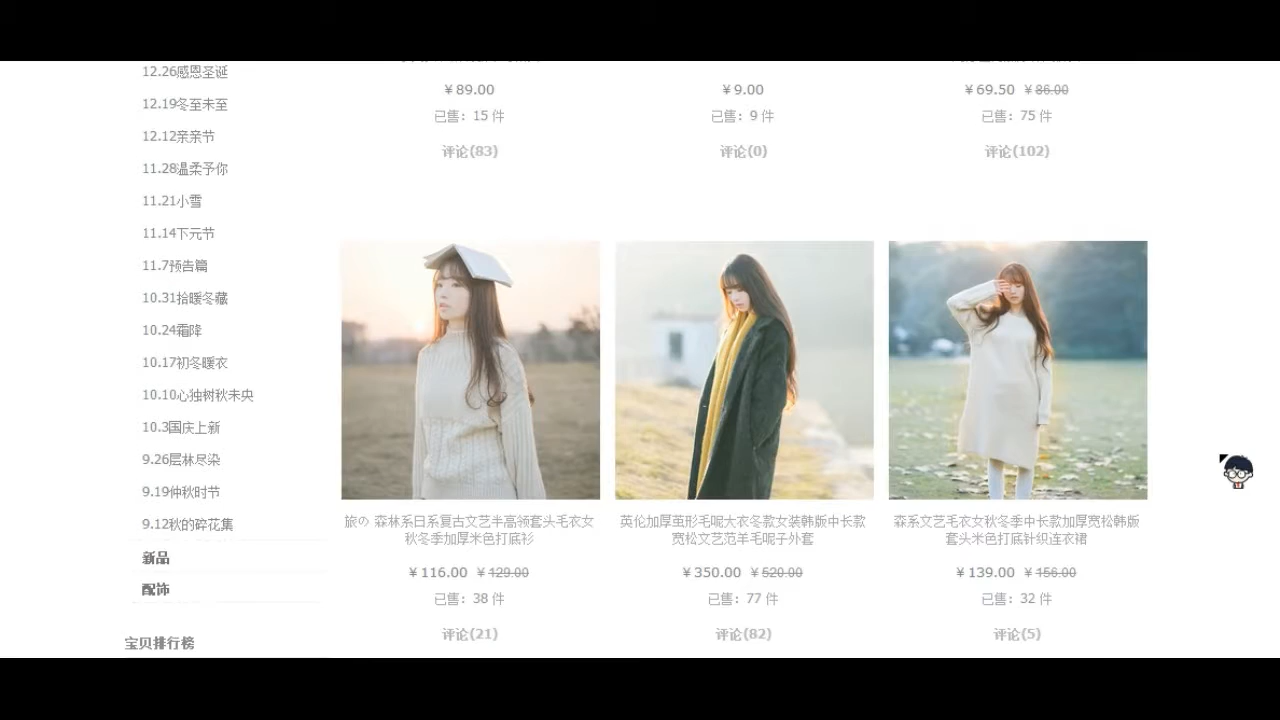 12.26感恩圣诞
12.19冬至未至
12.12亲亲节
11.28温柔予你
11.21小雪
11.14下元节
11.7预告篇
10.31拾暖冬藏
10.24霜降
10.17初冬暖衣
10.10心独树秋未央
10.3国庆上新
9.26层林尽染
9.19仲秋时节
9.12秋的碎花集
新品
配饰
宝贝排行榜
￥89.00
已售：15 件
评论(83)
￥9.00
已售：9 件
评论(0)
￥69.50 ￥86.00
已售：75 件
评论(102)
旅の 森林系日系复古文艺半高领套头毛衣女
秋冬季加厚米色打底衫
￥116.00 ￥129.00
已售：38 件
评论(21)
英伦加厚茧形毛呢大衣冬款女装韩版中长款
宽松文艺范羊毛呢子外套
￥350.00 ￥520.00
已售：77 件
评论(82)
森系文艺毛衣女秋冬季中长款加厚宽松韩版
套头米色打底针织连衣裙
￥139.00 ￥156.00
已售：32 件
评论(5)